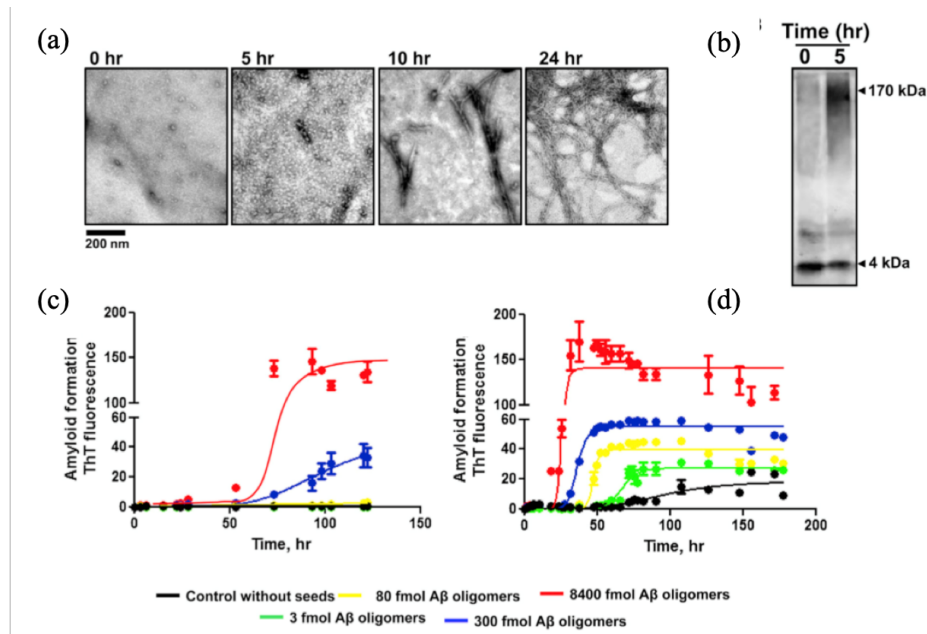 (a)
0 hr 5 hr 10 hr 24 hr
200 nm
(b)
Time (hr)
0 5
170 kDa
4 kDa
(c)
200
150
100
60
40
20
0
0 50 100 150
Amyloid formation
ThT fluorescence
Time, hr
(d)
200
150
100
60
40
20
0
0 50 100 150 200
Amyloid formation
ThT fluorescence
Time, hr
Control without seeds 80 fmol Aβ oligomers 8400 fmol Aβ oligomers
3 fmol Aβ oligomers 300 fmol Aβ oligomers